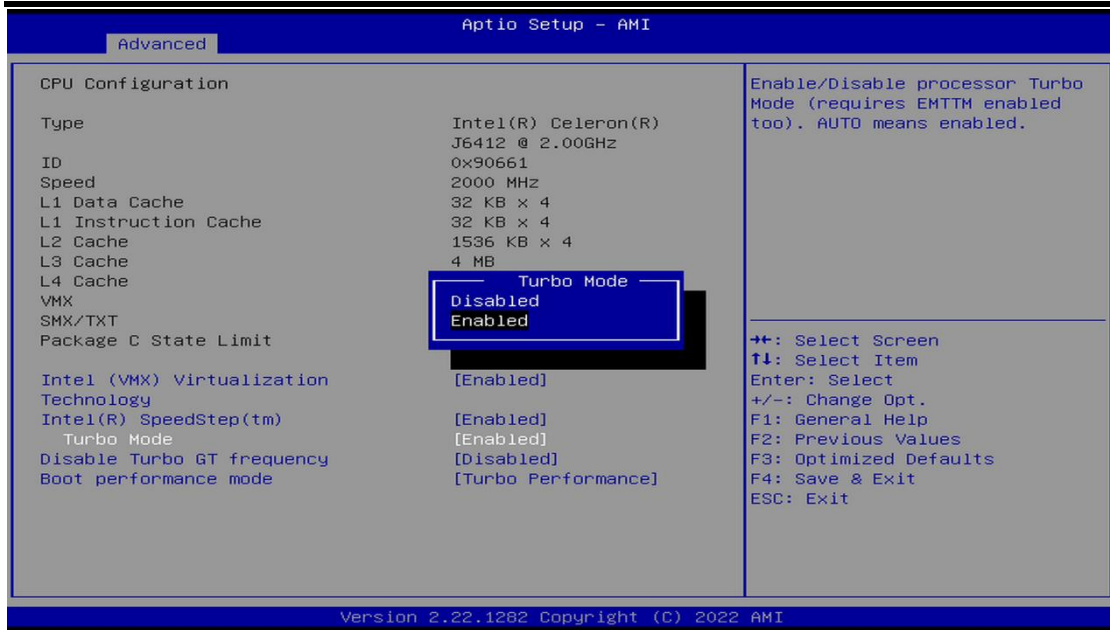 Aptio Setup - AMI
Advanced
CPU Configuration
Type Intel(R) Celeron(R)
J6412 @ 2.00GHz
ID 0x90661
Speed 2000 MHz
L1 Data Cache 32 KB x 4
L1 Instruction Cache 32 KB x 4
L2 Cache 1536 KB x 4
L3 Cache 4 MB
L4 Cache
VMX
SMX/TXT
Package C State Limit
Turbo Mode
Disabled
Enabled
Intel (VMX) Virtualization [Enabled]
Technology
Intel(R) SpeedStep(tm) [Enabled]
Turbo Mode [Enabled]
Disable Turbo GT frequency [Disabled]
Boot performance mode [Turbo Performance]
Enable/Disable processor Turbo
Mode (requires EMTTM enabled
too). AUTO means enabled.
→←: Select Screen
↑↓: Select Item
Enter: Select
+/-: Change Opt.
F1: General Help
F2: Previous Values
F3: Optimized Defaults
F4: Save & Exit
ESC: Exit
Version 2.22.1282 Copyright (C) 2022 AMI